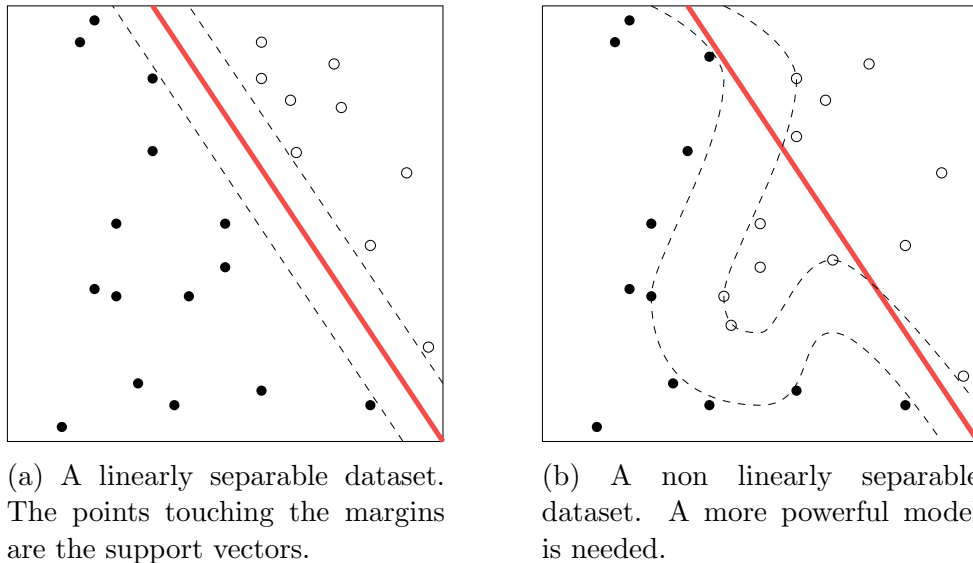 (a) A linearly separable dataset.
The points touching the margins
are the support vectors.
(b) A non linearly separable
dataset. A more powerful mode
is needed.